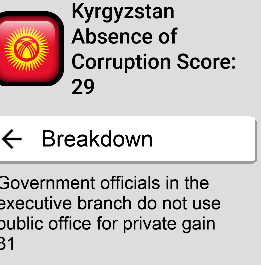 Kyrgyzstan
Absence of
Corruption Score:
29
Breakdown
Government officials in the
executive branch do not use
public office for private gain
31